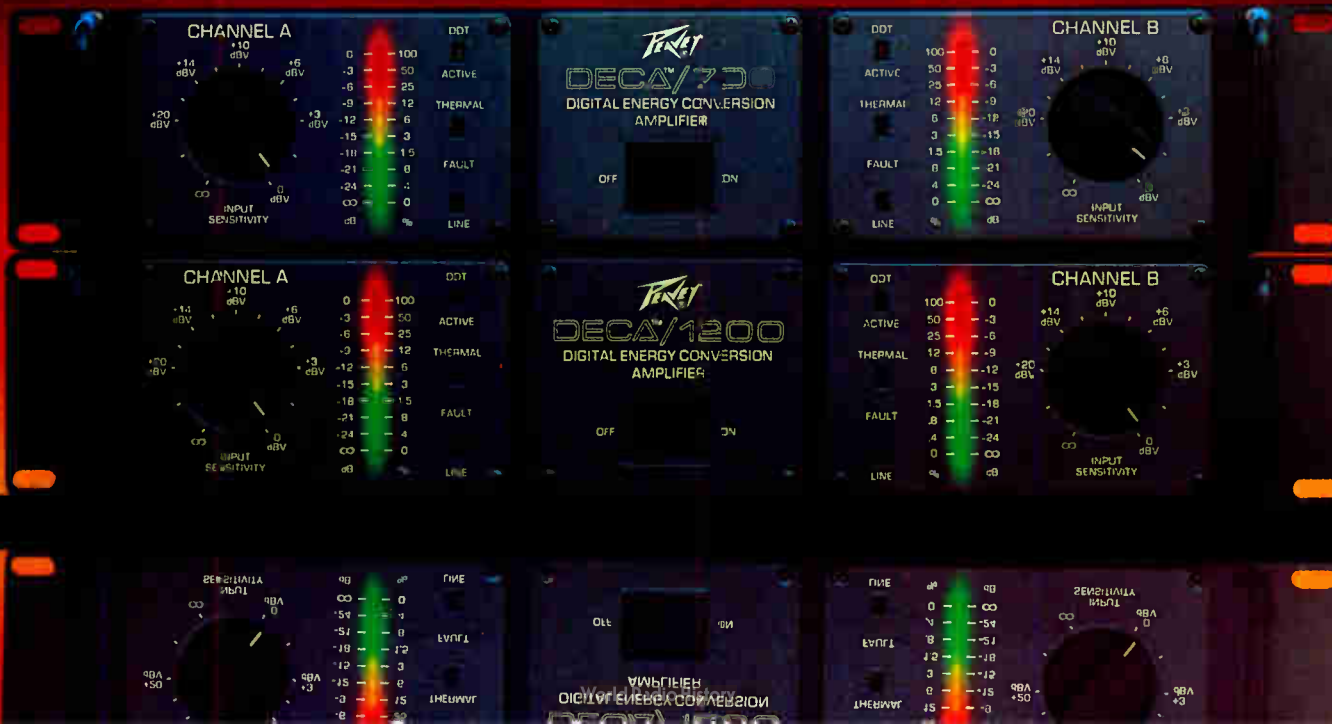 CHANNEL A
+10
dBV
+14
dBV
+6
dBV
+20
dBV
+3
dBV
∞
0
dBV
INPUT
SENSITIVITY
0 100
-3 50
-6 25
-9 12
-12 6
-15 3
-18 1.5
-21 8
-24 4
∞ 0
dB %
DDT
ACTIVE
THERMAL
FAULT
LINE
PEAVEY
DECA™/700
DIGITAL ENERGY CONVERSION
AMPLIFIER
OFF ON
DDT
ACTIVE
THERMAL
FAULT
LINE
100 0
50 -3
25 -6
12 -9
6 -12
3 -15
1.5 -18
8 -21
4 -24
0 ∞
% dB
CHANNEL B
+10
dBV
+14
dBV
+6
dBV
+20
dBV
+3
dBV
∞
0
dBV
INPUT
SENSITIVITY
CHANNEL A
+10
dBV
+14
dBV
+6
dBV
+20
dBV
+3
dBV
∞
0
dBV
INPUT
SENSITIVITY
0 100
-3 50
-6 25
-9 12
-12 6
-15 3
-18 1.5
-21 8
-24 4
∞ 0
dB %
DDT
ACTIVE
THERMAL
FAULT
LINE
PEAVEY
DECA™/1200
DIGITAL ENERGY CONVERSION
AMPLIFIER
OFF ON
DDT
ACTIVE
THERMAL
FAULT
LINE
100 0
50 -3
25 -6
12 -9
6 -12
3 -15
1.5 -18
.8 -21
.4 -24
0 ∞
% dB
CHANNEL B
+10
dBV
+14
dBV
+6
dBV
+20
dBV
+3
dBV
∞
0
dBV
INPUT
SENSITIVITY
World Radio History